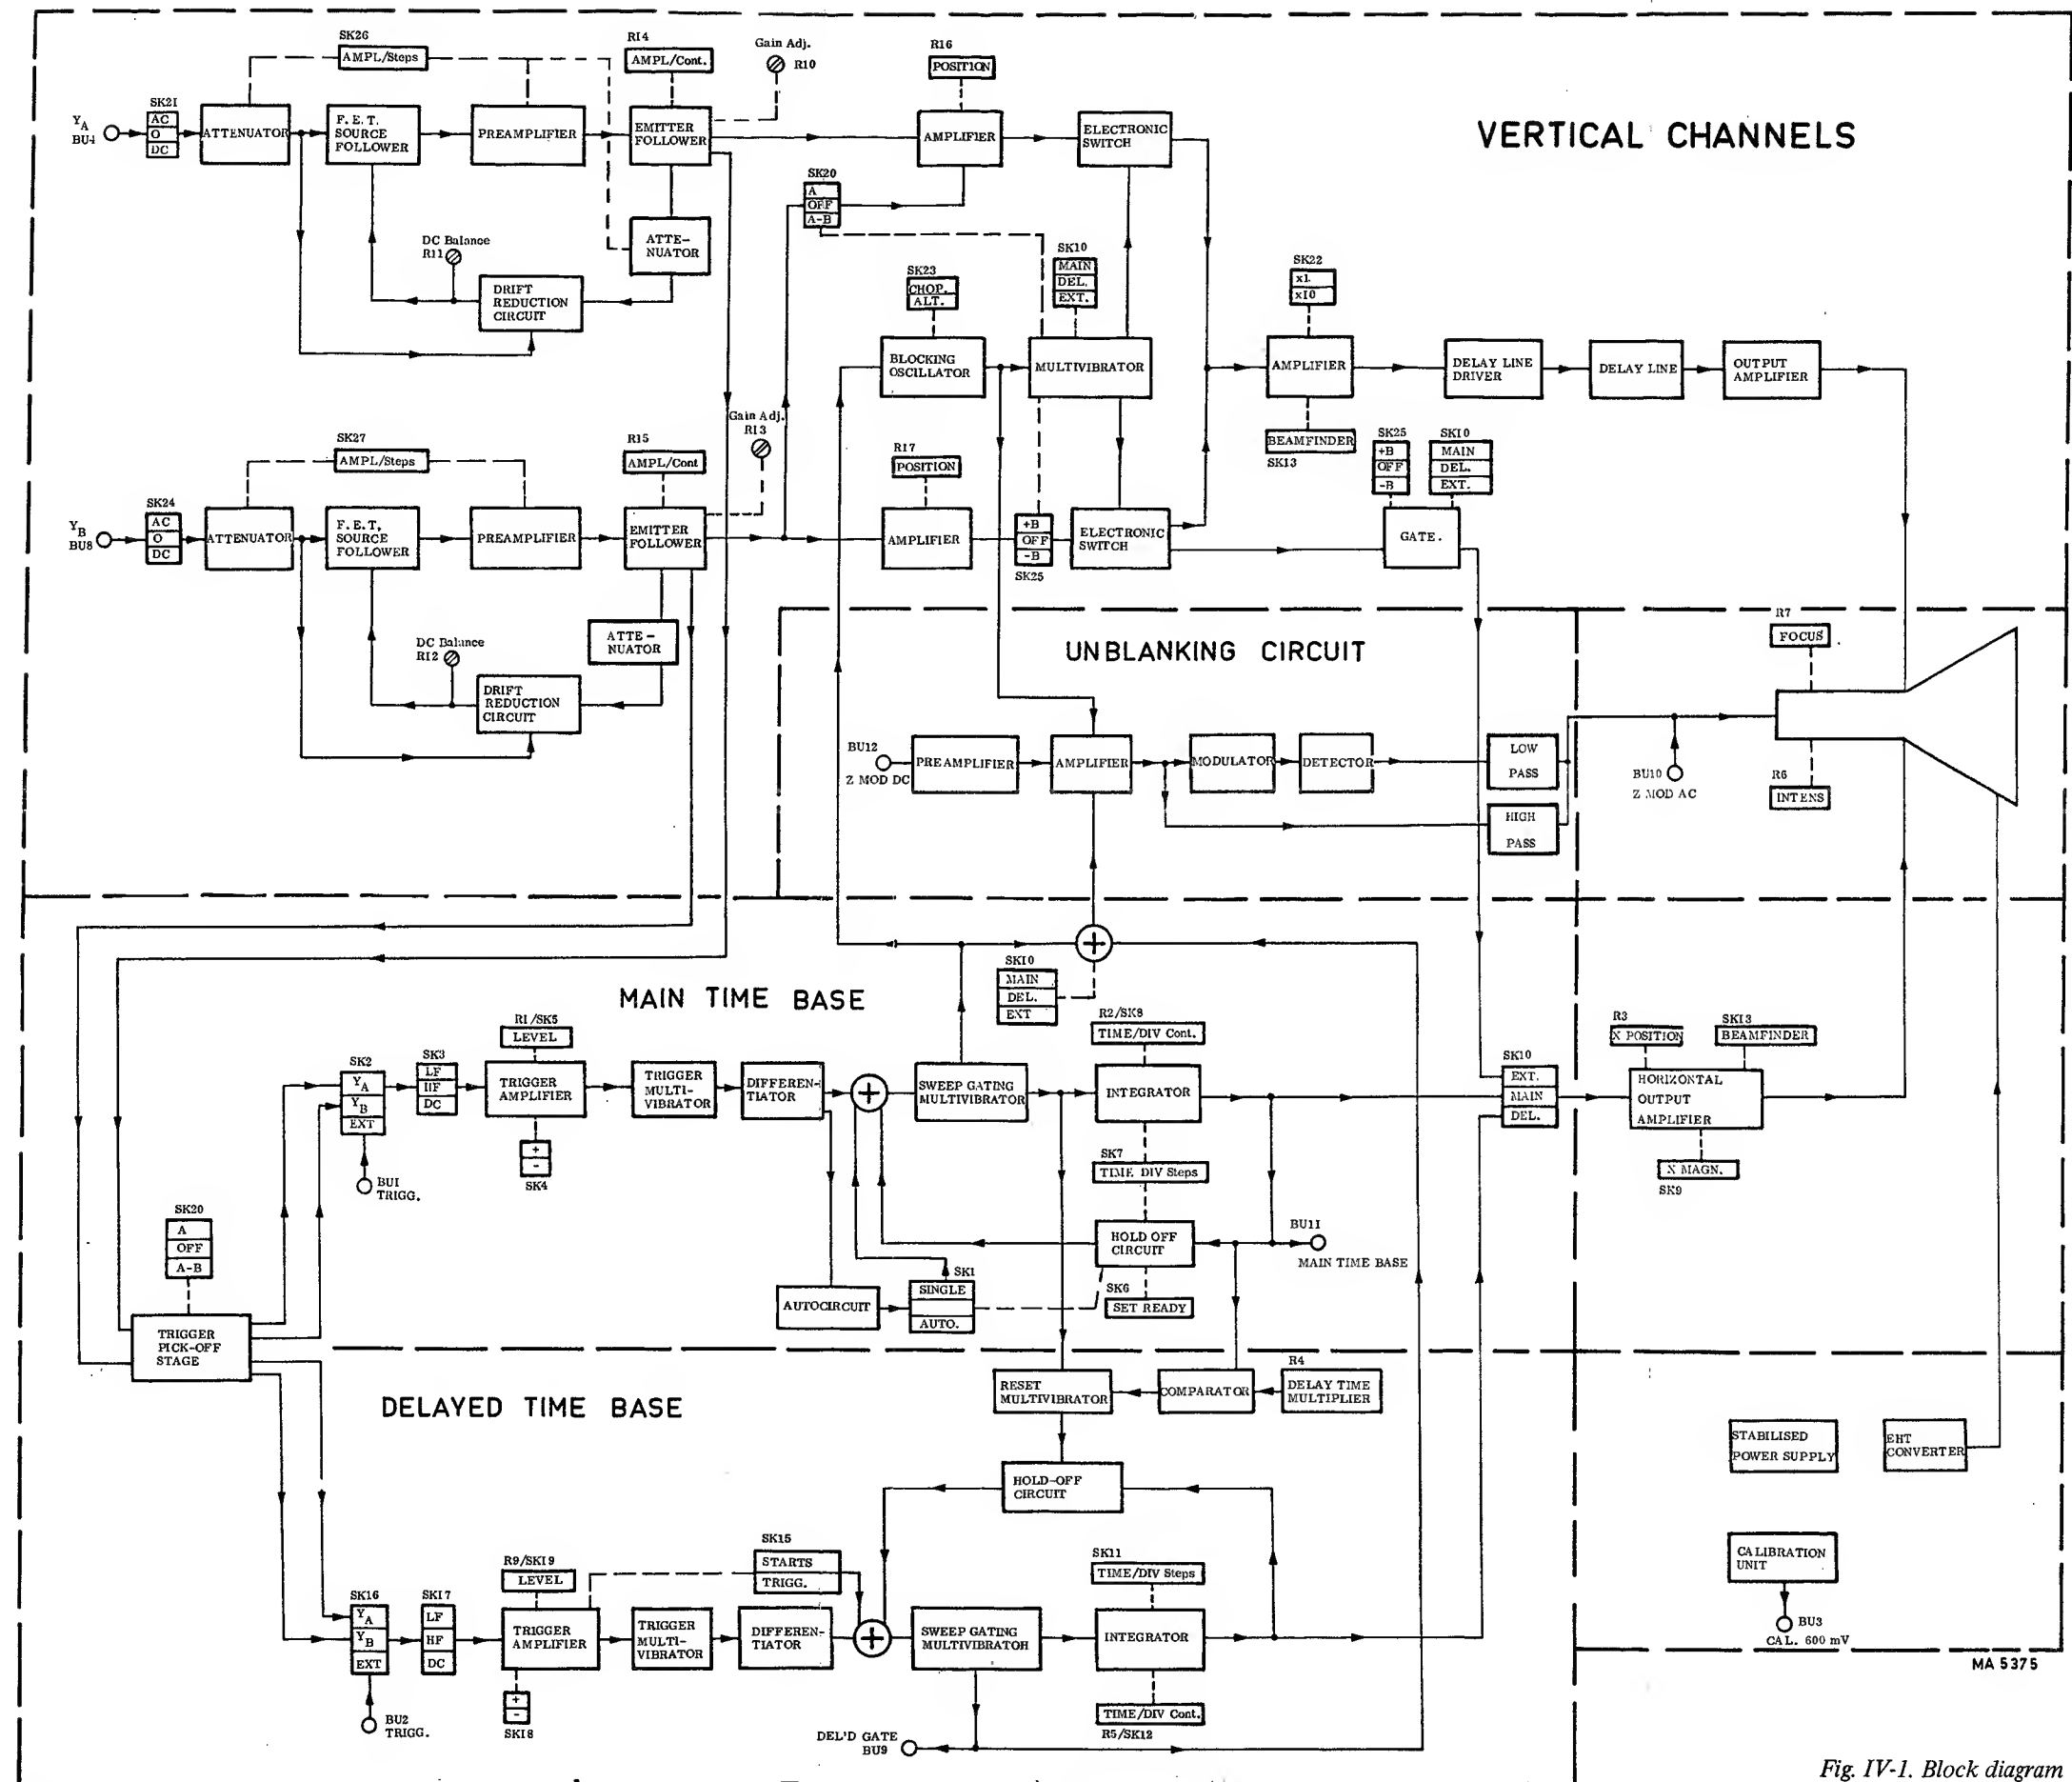 VERTICAL CHANNELS
SK26
AMPL/Steps
R14
AMPL/Cont.
Gain Adj.
R10
R16
POSITION
YA
BU4
SK21
AC
O
DC
ATTENUATOR
F. E. T.
SOURCE
FOLLOWER
PREAMPLIFIER
EMITTER
FOLLOWER
AMPLIFIER
ELECTRONIC
SWITCH
SK20
A
OFF
A-B
ATTE-
NUATOR
DC Balance
R11
DRIFT
REDUCTION
CIRCUIT
SK23
CHOP.
ALT.
SK10
MAIN
DEL.
EXT.
SK22
x1
x10
BLOCKING
OSCILLATOR
MULTIVIBRATOR
AMPLIFIER
DELAY LINE
DRIVER
DELAY LINE
OUTPUT
AMPLIFIER
BEAMFINDER
SK13
Gain Adj.
R13
SK27
AMPL/Steps
R15
AMPL/Cont
R17
POSITION
SK25
+B
OFF
-B
SK10
MAIN
DEL.
EXT.
YB
BU8
SK24
AC
O
DC
ATTENUATOR
F. E. T.
SOURCE
FOLLOWER
PREAMPLIFIER
EMITTER
FOLLOWER
AMPLIFIER
+B
OFF
-B
SK25
ELECTRONIC
SWITCH
GATE.
ATTE-
NUATOR
DC Balance
R12
DRIFT
REDUCTION
CIRCUIT
UNBLANKING CIRCUIT
R7
FOCUS
BU12
Z MOD DC
PREAMPLIFIER
AMPLIFIER
MODULATOR
DETECTOR
LOW
PASS
HIGH
PASS
BU10
Z MOD AC
R6
INTENS
MAIN TIME BASE
SK10
MAIN
DEL.
EXT
R1/SK5
LEVEL
R2/SK8
TIME/DIV Cont.
R3
X POSITION
SK13
BEAMFINDER
SK2
YA
YB
EXT
SK3
LF
HF
DC
TRIGGER
AMPLIFIER
TRIGGER
MULTI-
VIBRATOR
DIFFEREN-
TIATOR
+
SWEEP GATING
MULTIVIBRATOR
INTEGRATOR
SK10
EXT.
MAIN
DEL.
HORIZONTAL
OUTPUT
AMPLIFIER
X MAGN.
SK9
+
-
SK4
BU1
TRIGG.
SK7
TIME DIV Steps
SK20
A
OFF
A-B
HOLD OFF
CIRCUIT
BU11
MAIN TIME BASE
SK6
SET READY
AUTOCIRCUIT
SK1
SINGLE
AUTO.
TRIGGER
PICK-OFF
STAGE
DELAYED TIME BASE
RESET
MULTIVIBRATOR
COMPARATOR
R4
DELAY TIME
MULTIPLIER
STABILISED
POWER SUPPLY
EHT
CONVERTER
HOLD-OFF
CIRCUIT
CALIBRATION
UNIT
BU3
CAL. 600 mV
MA 5375
SK15
STARTS
TRIGG.
R9/SK19
LEVEL
SK11
TIME/DIV Steps
SK16
YA
YB
EXT
SK17
LF
HF
DC
TRIGGER
AMPLIFIER
TRIGGER
MULTI-
VIBRATOR
DIFFEREN-
TIATOR
+
SWEEP GATING
MULTIVIBRATOR
INTEGRATOR
+
-
SK18
BU2
TRIGG.
TIME/DIV Cont.
R5/SK12
DEL'D GATE
BU9
Fig. IV-1. Block diagram